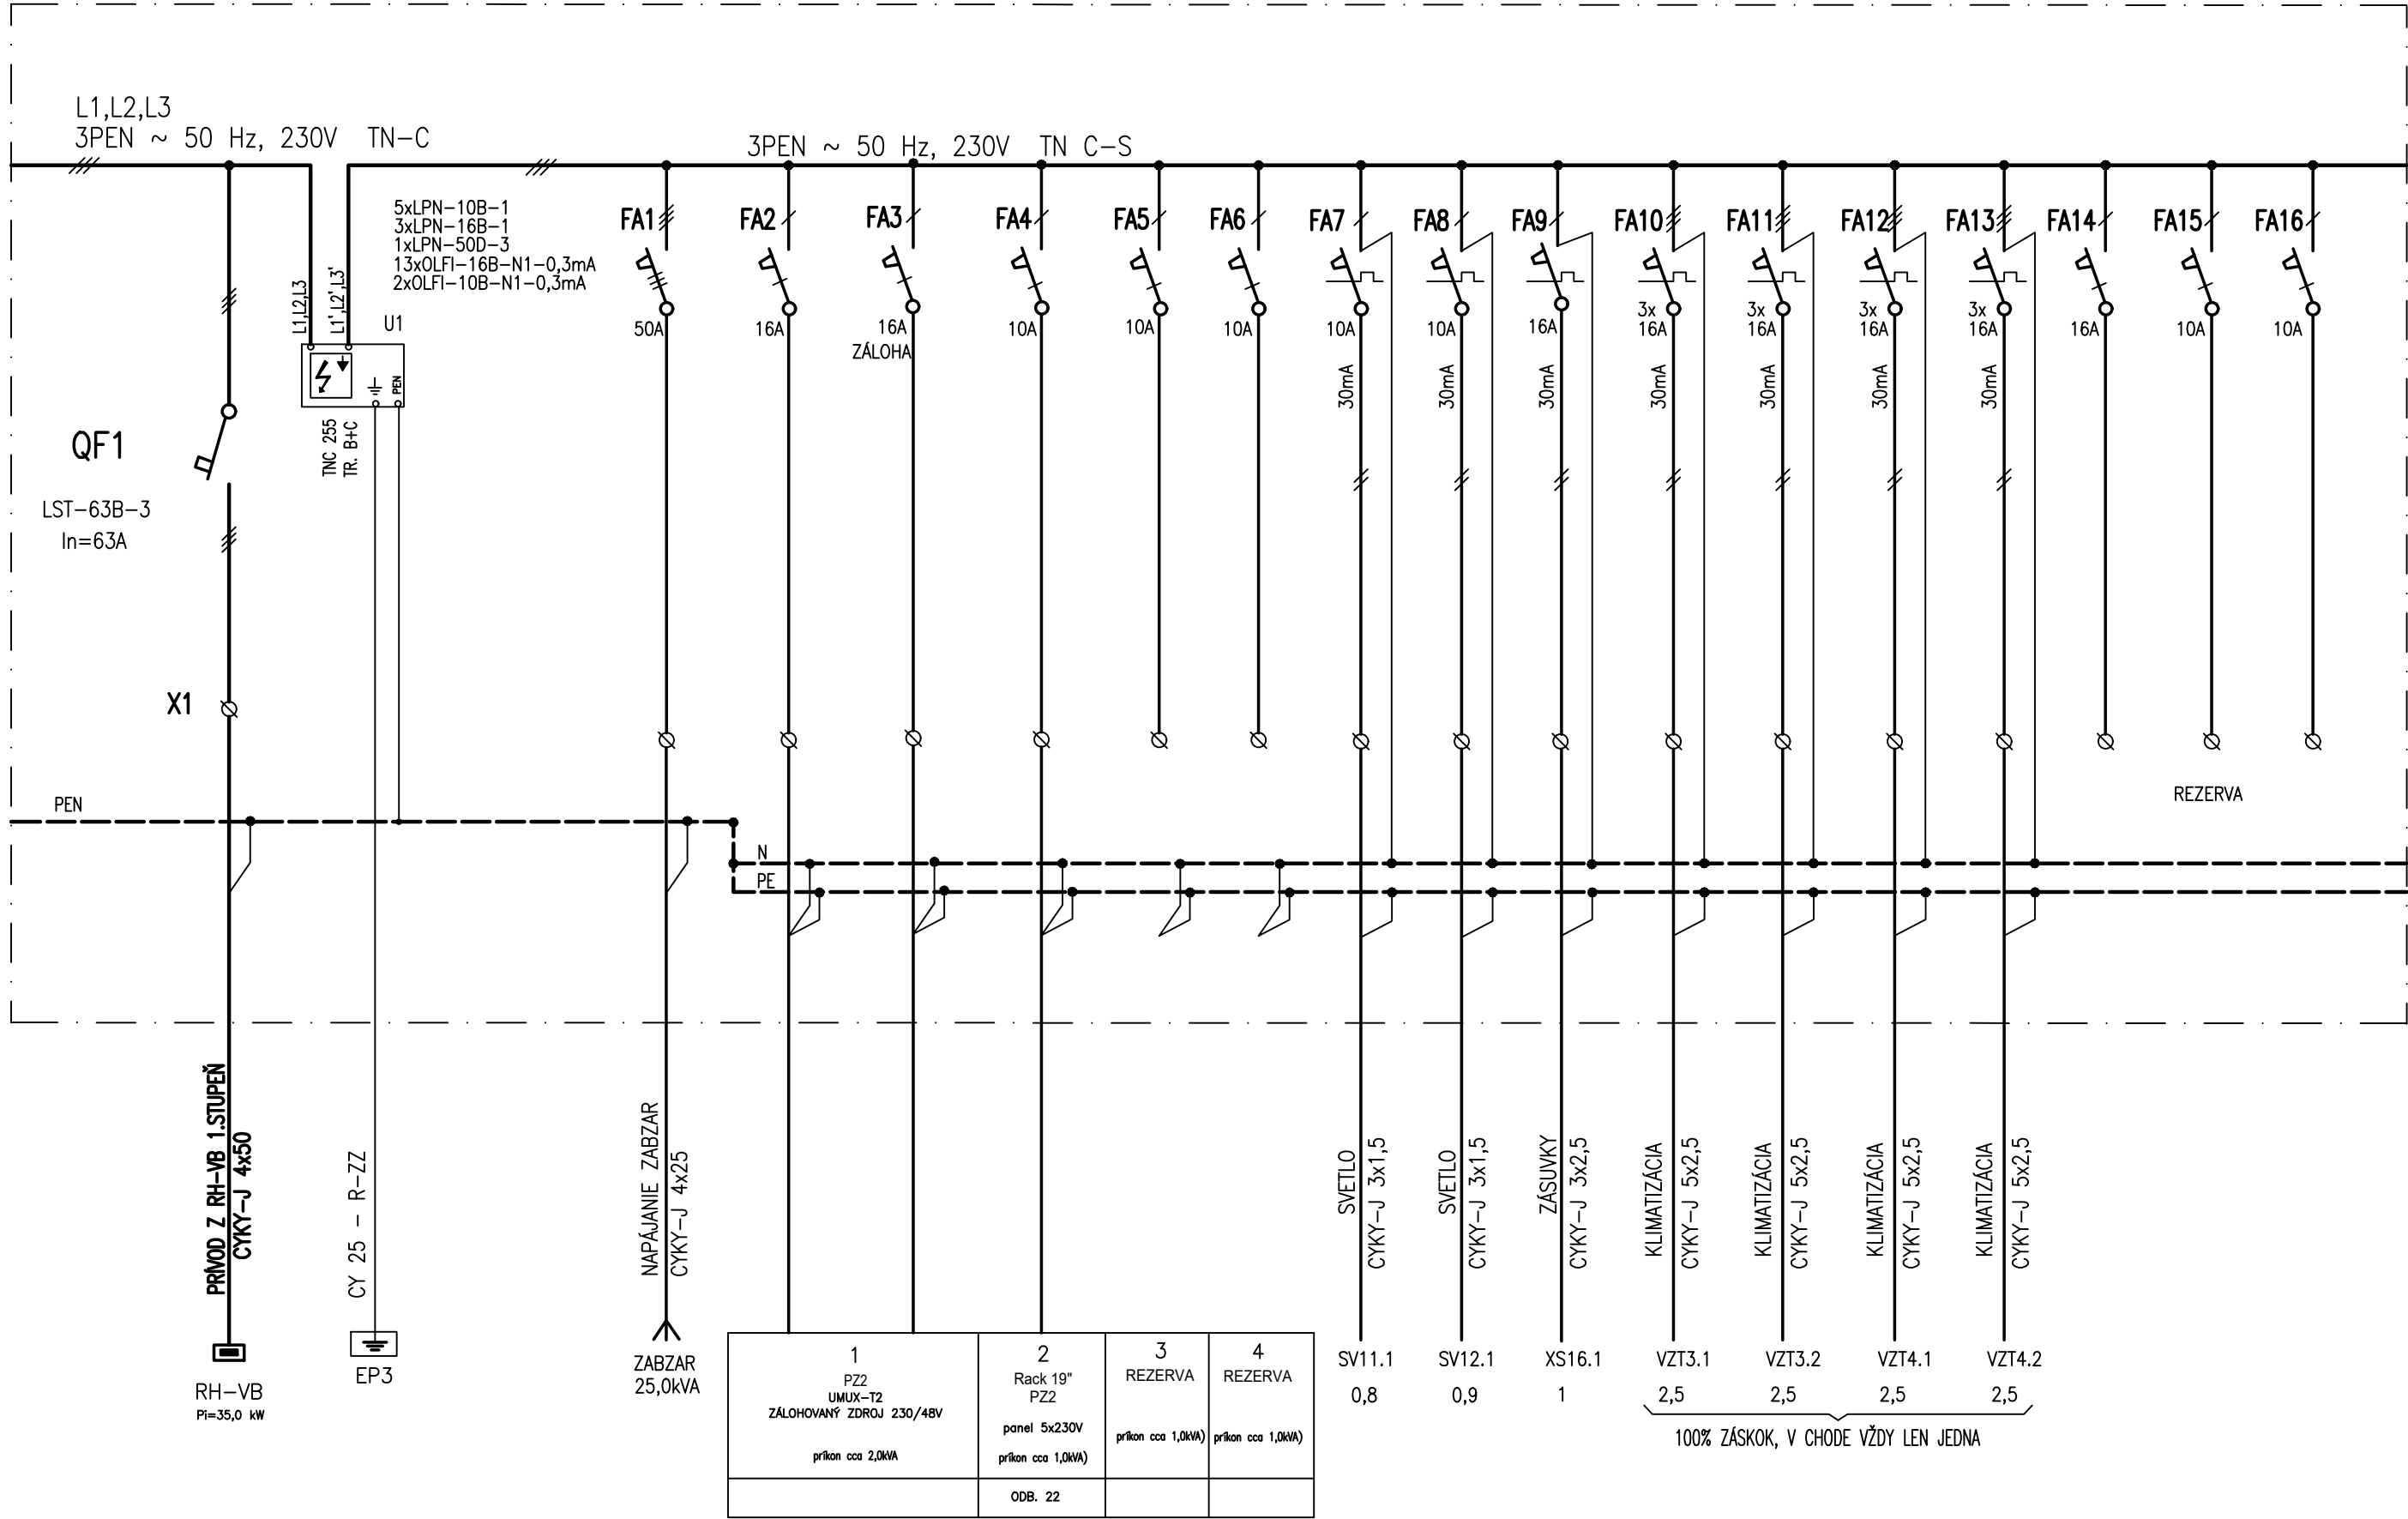 L1,L2,L3
3PEN ~ 50 Hz, 230V TN-C
3PEN ~ 50 Hz, 230V TN C-S
5xLPN-10B-1
3xLPN-16B-1
1xLPN-50D-3
13xOLFI-16B-N1-0,3mA
2xOLFI-10B-N1-0,3mA
L1,L2,L3
L1',L2',L3'
U1
PEN
TNC 255
TR. B+C
QF1
LST-63B-3
In=63A
X1
FA1
50A
FA2
16A
FA3
16A
ZÁLOHA
FA4
10A
FA5
10A
FA6
10A
FA7
10A
30mA
FA8
10A
30mA
FA9
16A
30mA
FA10
3x
16A
30mA
FA11
3x
16A
30mA
FA12
3x
16A
30mA
FA13
3x
16A
30mA
FA14
16A
FA15
10A
FA16
10A
REZERVA
PEN
N
PE
PRÍVOD Z RH-VB 1.STUPEŇ
CYKY-J 4x50
RH-VB
Pi=35,0 kW
CY 25 - R-ZZ
EP3
NAPÁJANIE ZABZAR
CYKY-J 4x25
ZABZAR
25,0kVA
1
PZ2
UMUX-T2
ZÁLOHOVANÝ ZDROJ 230/48V
príkon cca 2,0kVA
2
Rack 19"
PZ2
panel 5x230V
príkon cca 1,0kVA)
ODB. 22
3
REZERVA
príkon cca 1,0kVA)
4
REZERVA
príkon cca 1,0kVA)
SVETLO
CYKY-J 3x1,5
SV11.1
0,8
SVETLO
CYKY-J 3x1,5
SV12.1
0,9
ZÁSUVKY
CYKY-J 3x2,5
XS16.1
1
KLIMATIZÁCIA
CYKY-J 5x2,5
VZT3.1
2,5
KLIMATIZÁCIA
CYKY-J 5x2,5
VZT3.2
2,5
KLIMATIZÁCIA
CYKY-J 5x2,5
VZT4.1
2,5
KLIMATIZÁCIA
CYKY-J 5x2,5
VZT4.2
2,5
100% ZÁSKOK, V CHODE VŽDY LEN JEDNA